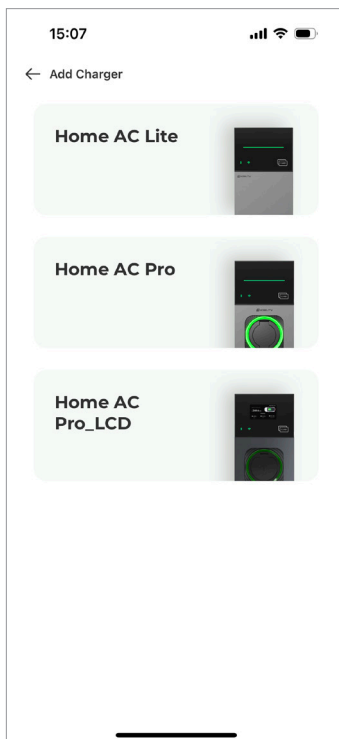 15:07
Add Charger
Home AC Lite
Home AC Pro
Home AC
Pro_LCD